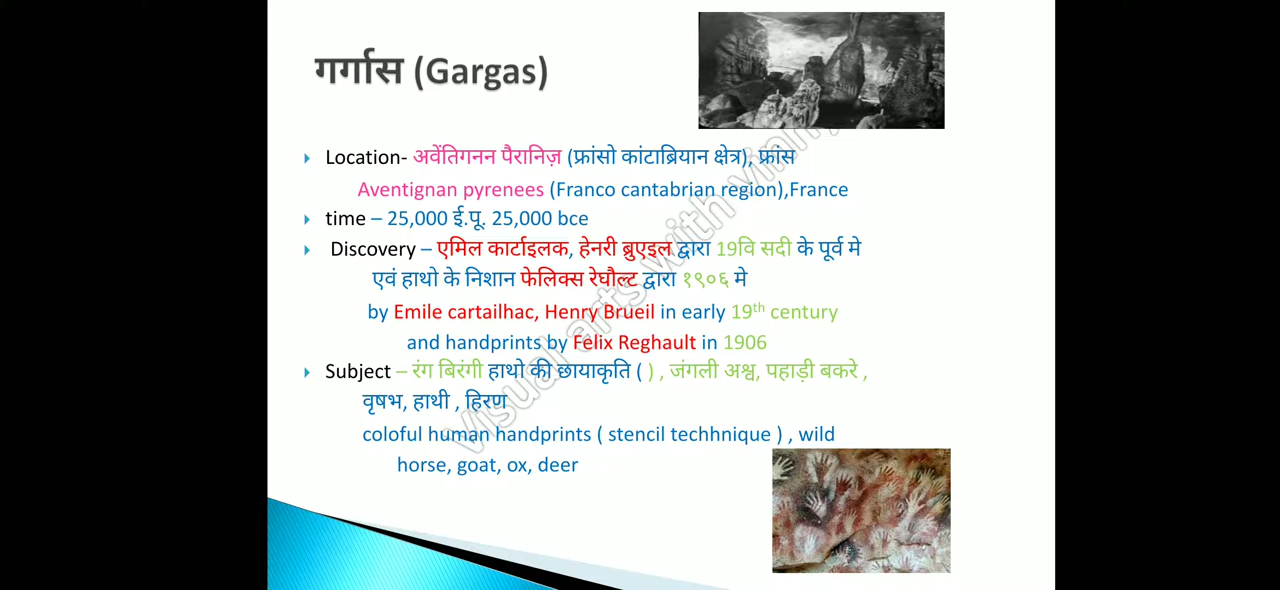 गर्गास (Gargas)
Location- अवेंतिगनन पैरानिज़ (फ्रांसो कांटाब्रियान क्षेत्र), फ्रांस
Aventignan pyrenees (Franco cantabrian region),France
time – 25,000 ई.पू. 25,000 bce
Discovery – एमिल कार्टाइलक, हेनरी ब्रुएइल द्वारा 19वि सदी के पूर्व मे
एवं हाथो के निशान फेलिक्स रेघौल्ट द्वारा १९०६ मे
by Emile cartailhac, Henry Brueil in early 19th century
and handprints by Felix Reghault in 1906
Subject – रंग बिरंगी हाथो की छायाकृति ( ) , जंगली अश्व, पहाड़ी बकरे ,
वृषभ, हाथी , हिरण
coloful human handprints ( stencil techhnique ) , wild
horse, goat, ox, deer